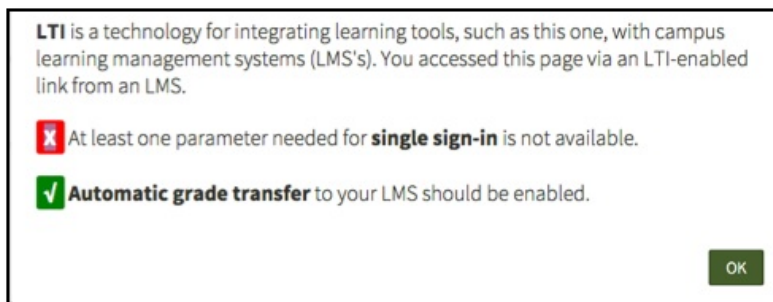 LTI is a technology for integrating learning tools, such as this one, with campus
learning management systems (LMS's). You accessed this page via an LTI-enabled
link from an LMS.
X At least one parameter needed for single sign-in is not available.
√ Automatic grade transfer to your LMS should be enabled.
OK